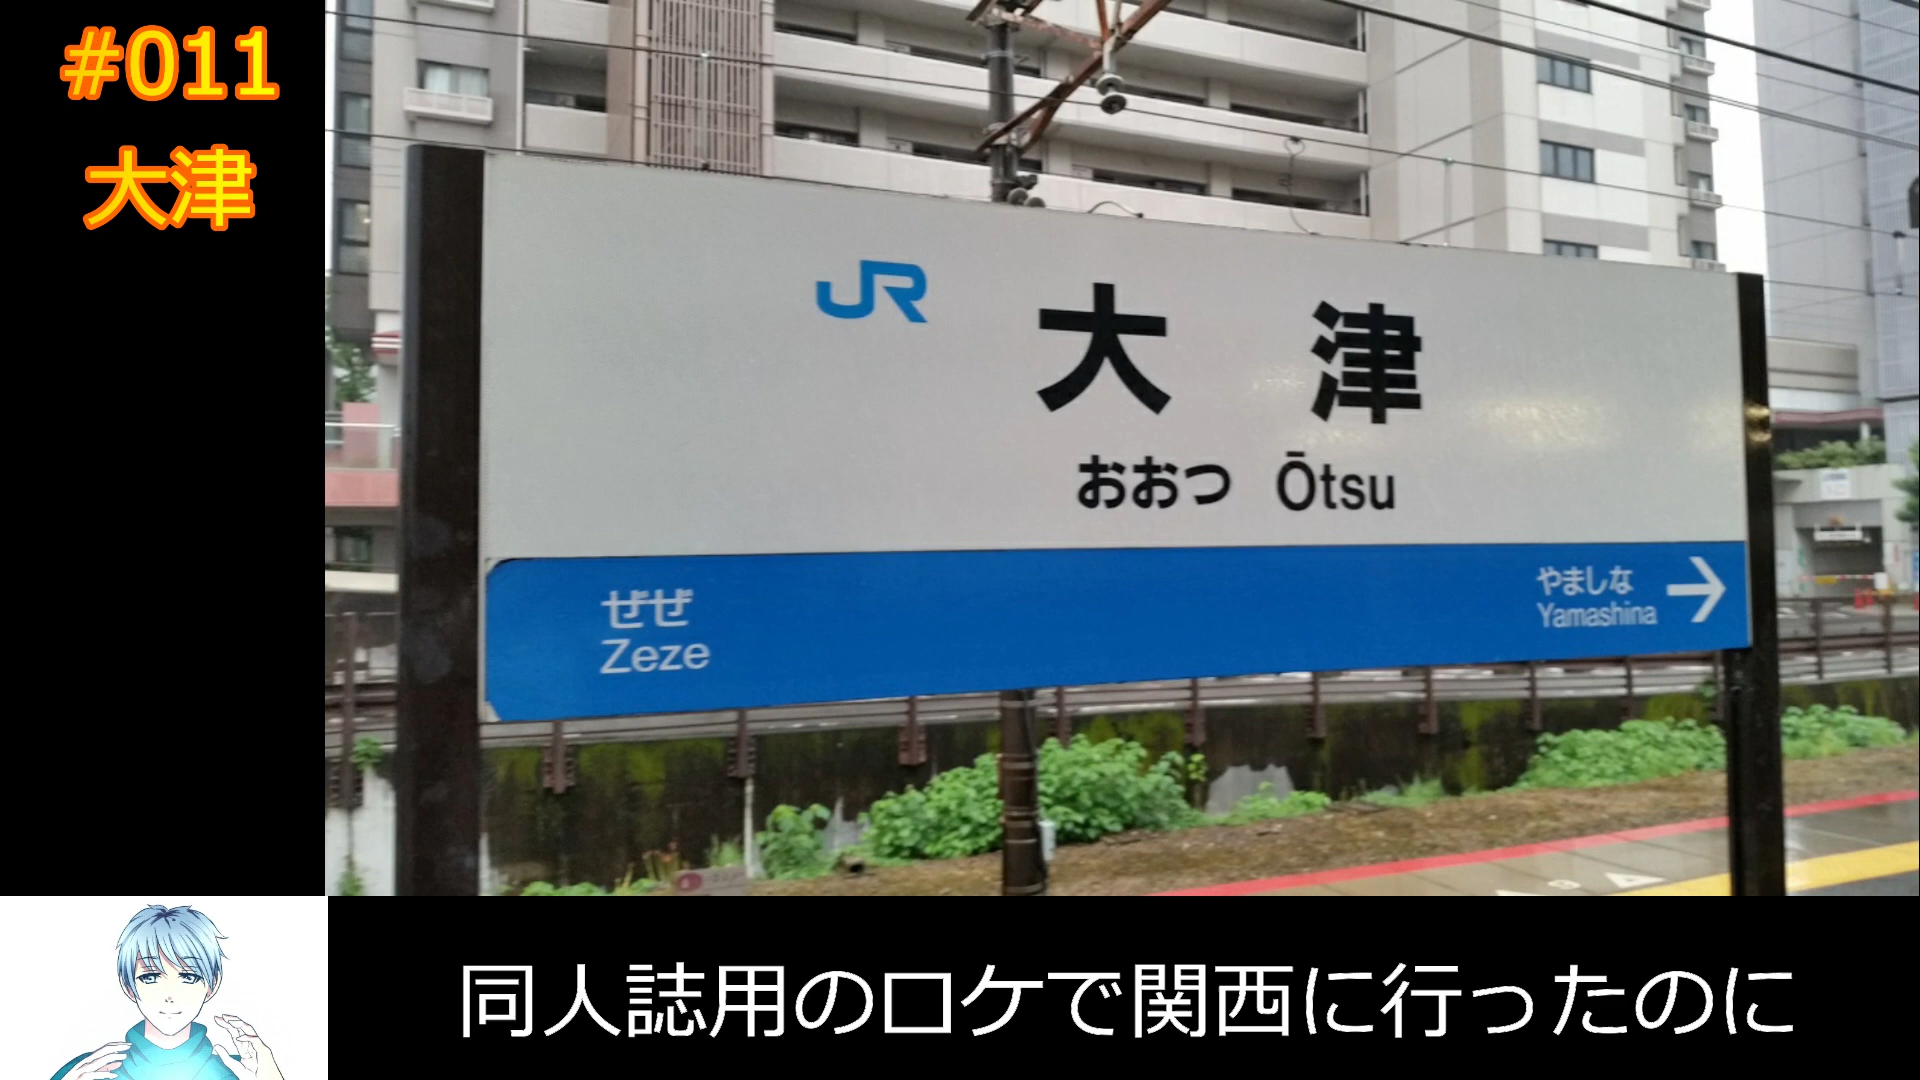 #011
大津
JR
大津
おおつ Ōtsu
ぜぜ
Zeze
やましな
Yamashina
同人誌用のロケで関西に行ったのに